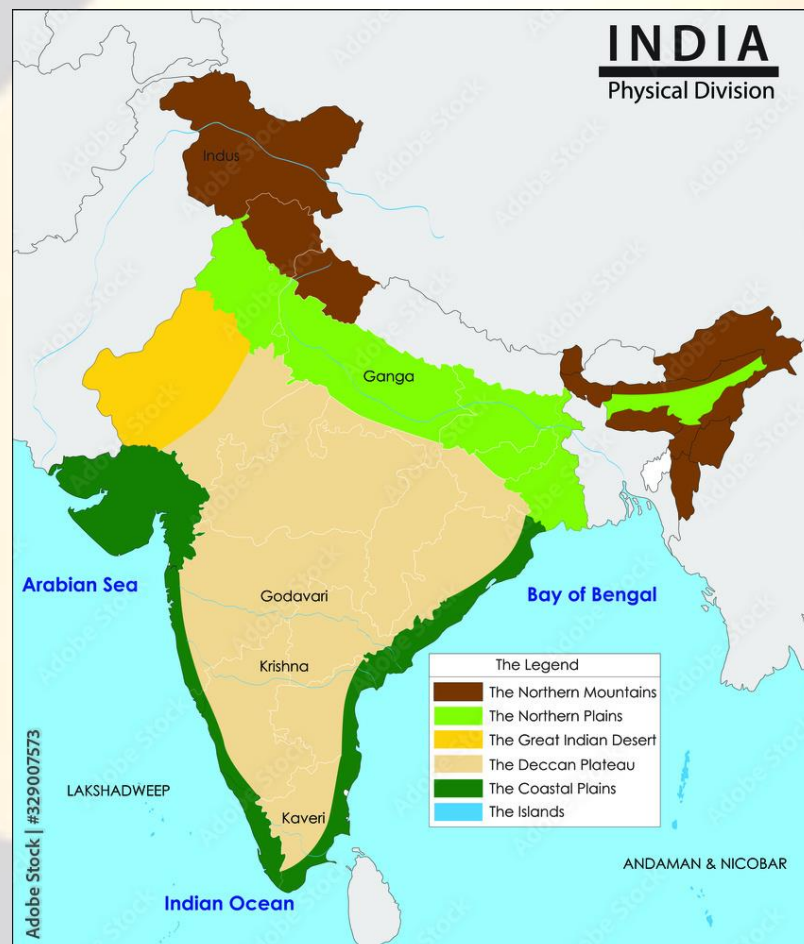 INDIA
Physical Division
Indus
Ganga
Arabian Sea
Bay of Bengal
Godavari
Krishna
The Legend
The Northern Mountains
The Northern Plains
The Great Indian Desert
The Deccan Plateau
The Coastal Plains
The Islands
LAKSHADWEEP
Kaveri
ANDAMAN & NICOBAR
Indian Ocean
Adobe Stock | #329007573
Adobe Stock